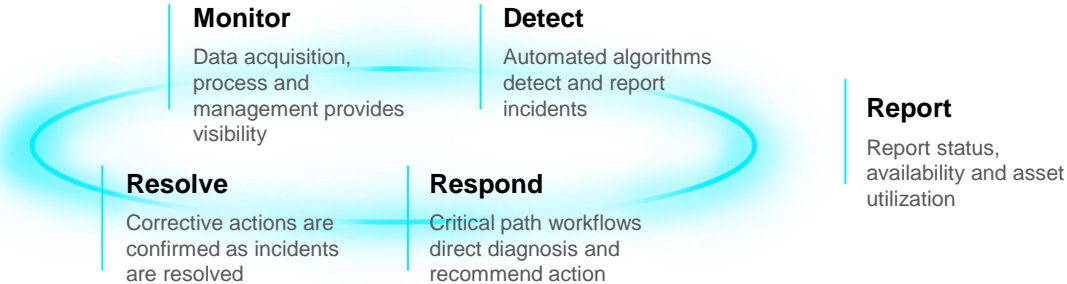 Monitor
Data acquisition,
process and
management provides
visibility
Detect
Automated algorithms
detect and report
incidents
Report
Report status,
availability and asset
utilization
Resolve
Corrective actions are
confirmed as incidents
are resolved
Respond
Critical path workflows
direct diagnosis and
recommend action